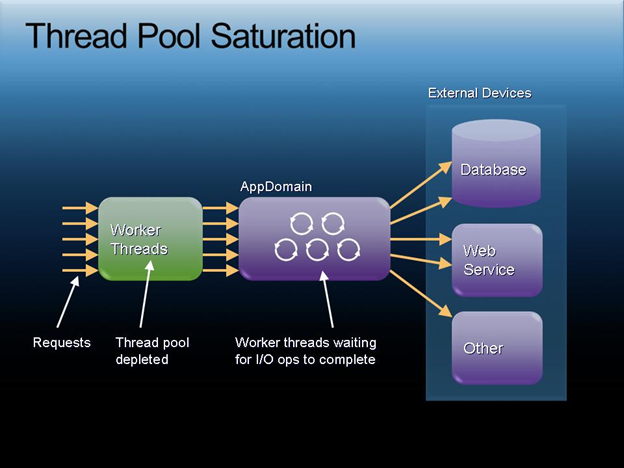 Thread Pool Saturation
External Devices
AppDomain
Database
Worker
Threads
Web
Service
Requests
Thread pool
depleted
Worker threads waiting
for I/O ops to complete
Other